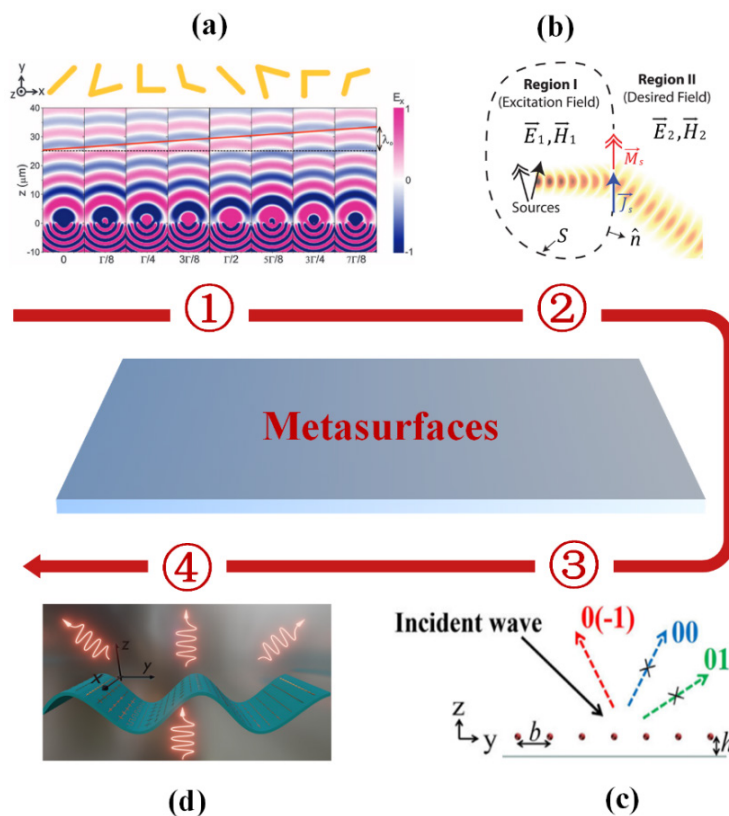 (a)
y
z
x
E_x
40
30
20
10
0
-10
z (μm)
λ₀
1
0
-1
0
Γ/8
Γ/4
3Γ/8
Γ/2
5Γ/8
3Γ/4
7Γ/8
(b)
Region I
(Excitation Field)
E⃗₁,H⃗₁
Region II
(Desired Field)
E⃗₂,H⃗₂
M⃗ₛ
J⃗ₛ
Sources
S
n̂
①
②
Metasurfaces
④
③
z
y
x
(d)
Incident wave
0(-1)
00
01
z
y
b
h
(c)